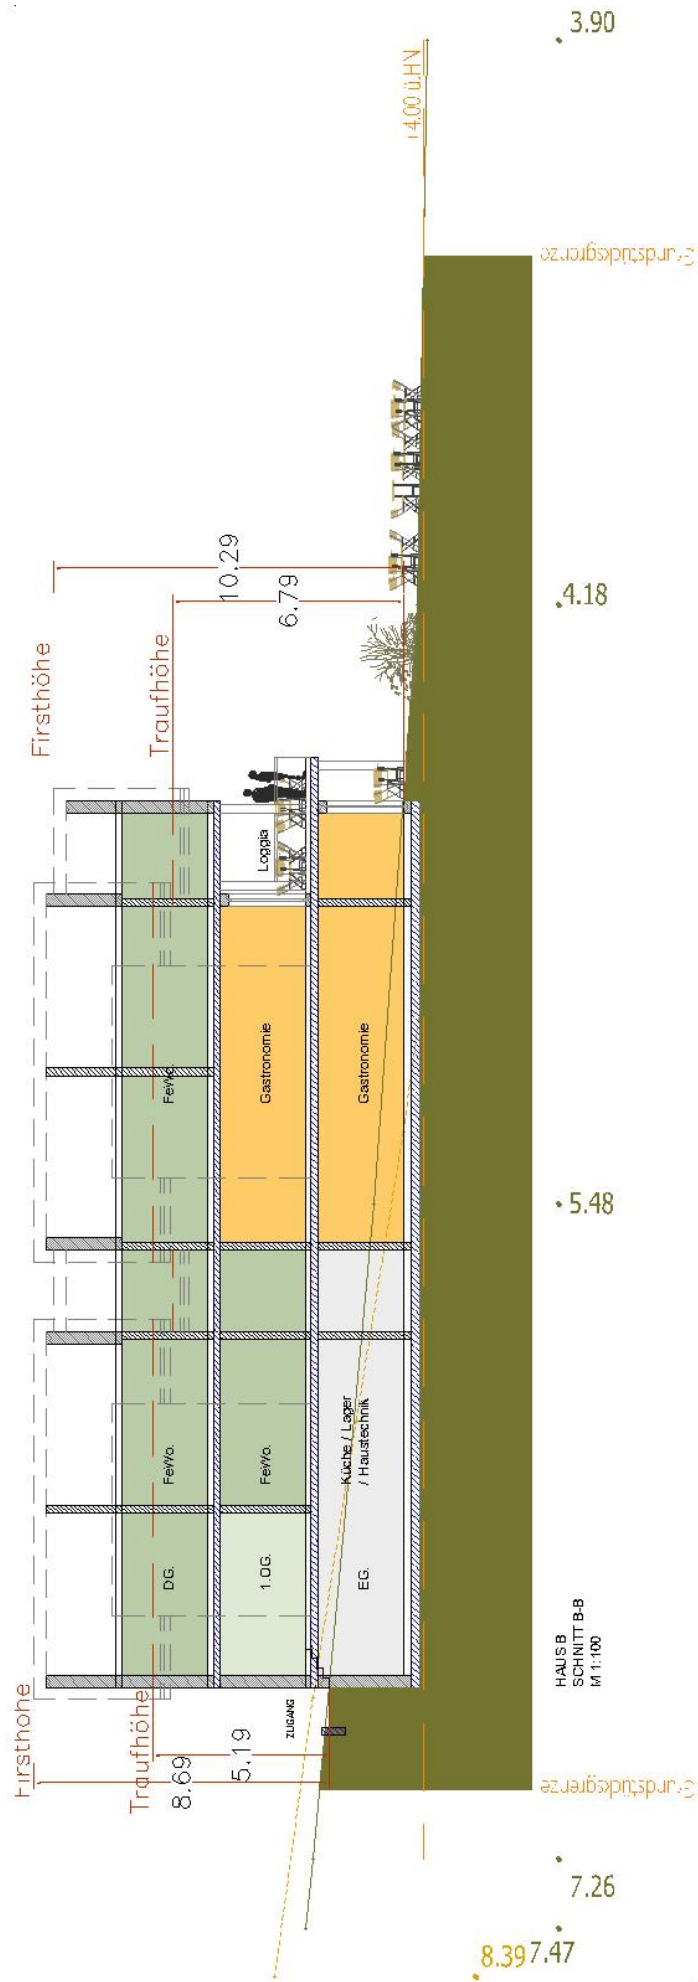 3.90
+4.00 ü.HN
Grundstücksgrenze
Firsthöhe
10.29
Traufhöhe
6.79
4.18
Loggia
FeWo.
Gastronomie
Gastronomie
5.48
FeWo.
FeWo.
Küche / Lager
/ Haustechnik
DG.
1.OG.
EG.
HAUS B
SCHNITT B-B
M 1:100
ZUGANG
Firsthöhe
Traufhöhe
8.69
5.19
Grundstücksgrenze
7.26
7.47
8.39